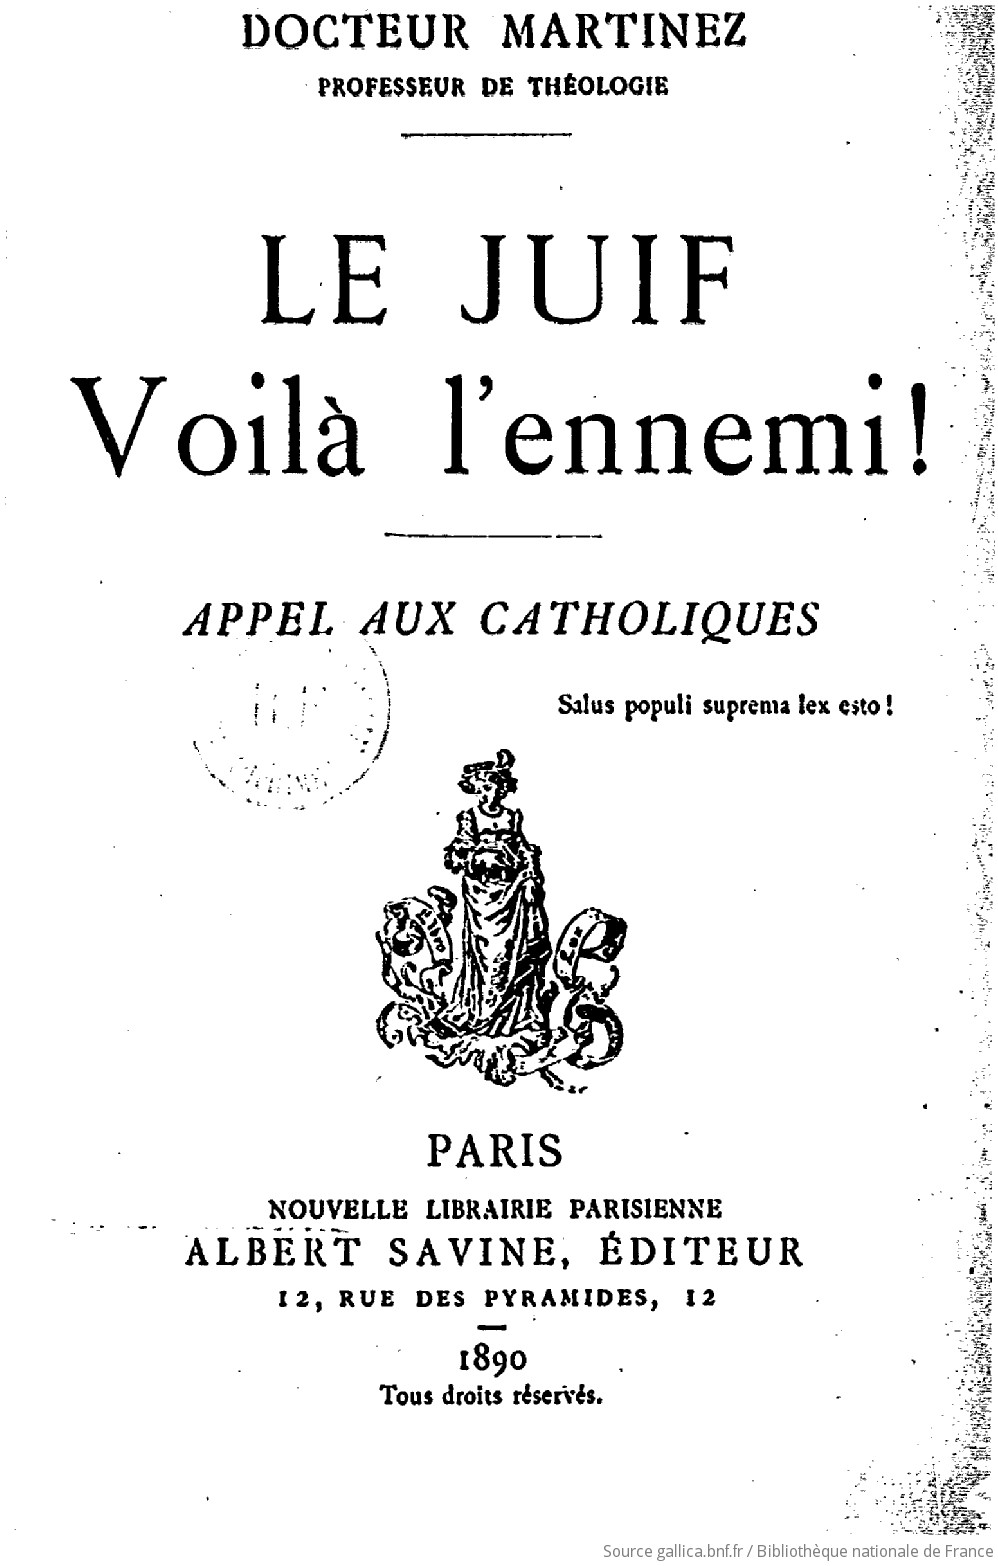 DOCTEUR MARTINEZ
PROFESSEUR DE THÉOLOGIE
LE JUIF
Voilà l'ennemi!
APPEL AUX CATHOLIQUES
Salus populi suprema lex esto!
PARIS
NOUVELLE LIBRAIRIE PARISIENNE
ALBERT SAVINE, ÉDITEUR
12, RUE DES PYRAMIDES, 12
1890
Tous droits réservés.
Source gallica.bnf.fr / Bibliothèque nationale de France